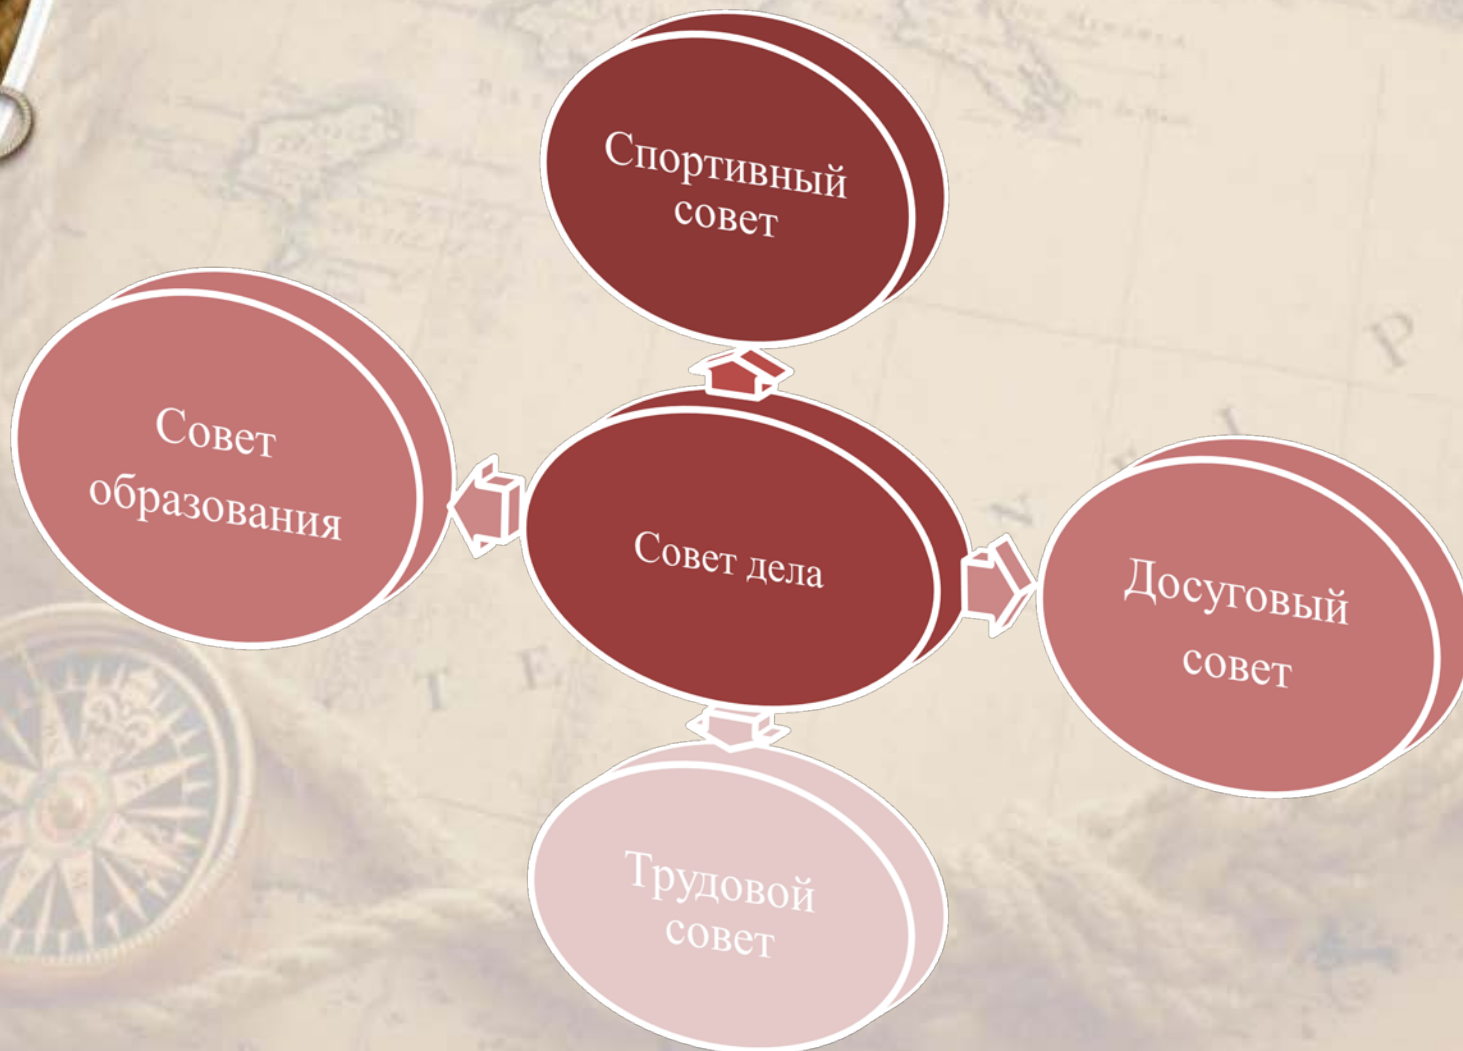 Спортивный
совет
Совет
образования
Совет дела
Досуговый
совет
Трудовой
совет